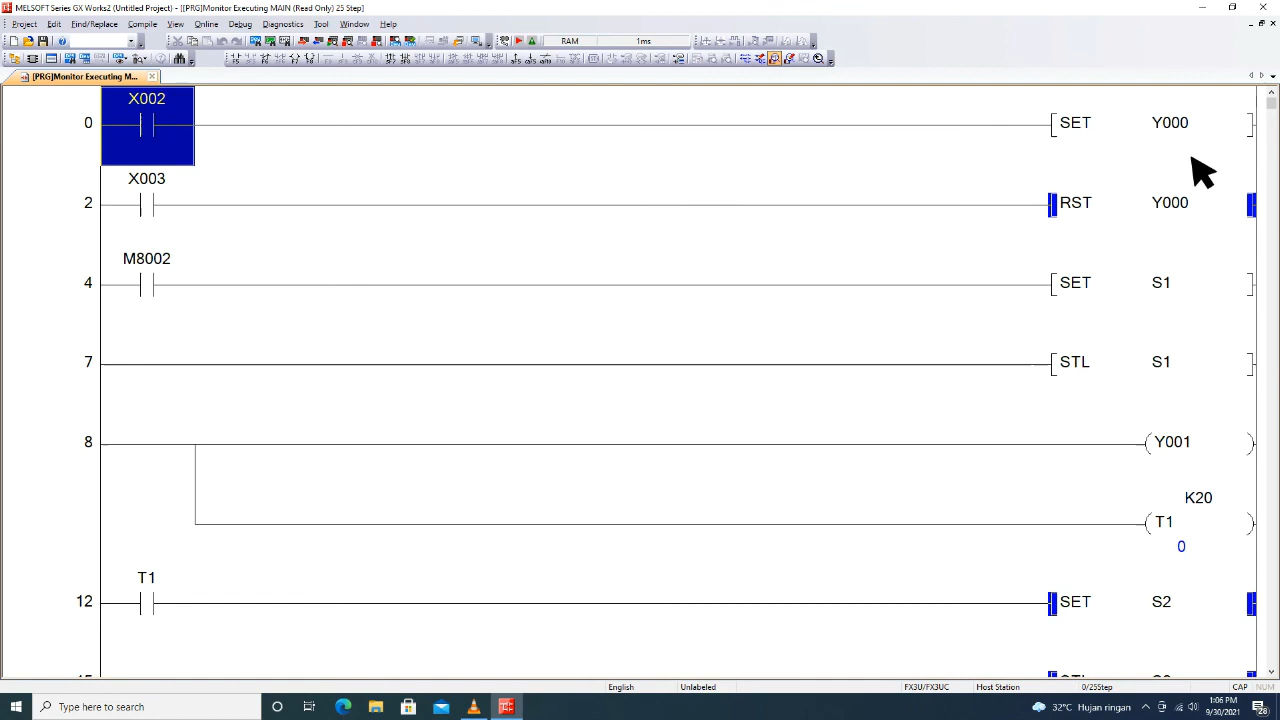 MELSOFT Series GX Works2 (Untitled Project) - [[PRG]Monitor Executing MAIN (Read Only) 25 Step]
Project Edit Find/Replace Compile View Online Debug Diagnostics Tool Window Help
RAM 1ms
[PRG]Monitor Executing M...
X002
0 SET Y000
X003
2 RST Y000
M8002
4 SET S1
7 STL S1
8 Y001
K20
T1
0
T1
12 SET S2
English Unlabeled FX3U/FX3UC Host Station 0/25Step CAP NUM
Type here to search
32°C Hujan ringan
1:06 PM
9/30/2021
28